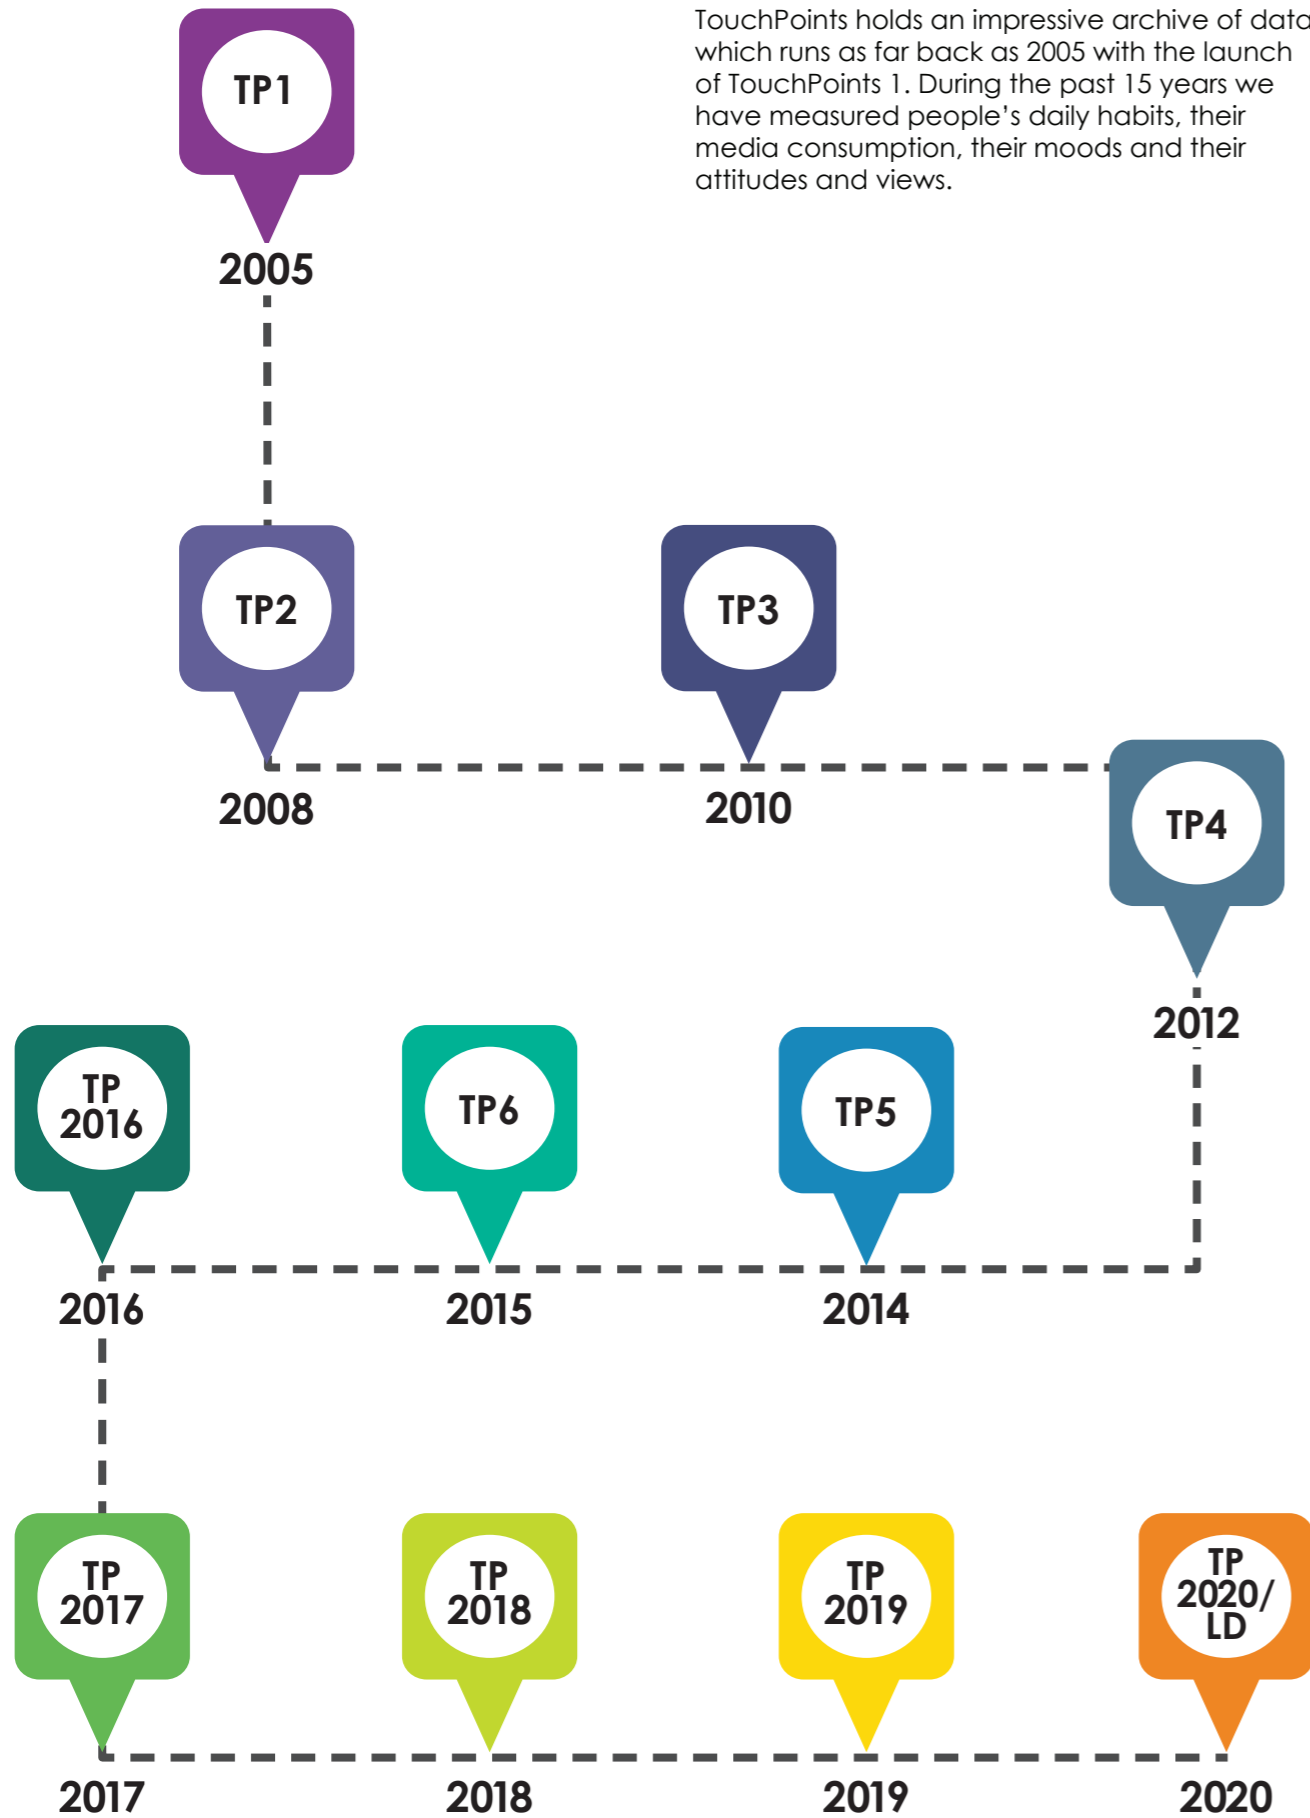 TouchPoints holds an impressive archive of data
which runs as far back as 2005 with the launch
of TouchPoints 1. During the past 15 years we
have measured people’s daily habits, their
media consumption, their moods and their
attitudes and views.
TP1
2005
TP2
2008
TP3
2010
TP4
2012
TP5
2014
TP6
2015
TP
2016
2016
TP
2017
2017
TP
2018
2018
TP
2019
2019
TP
2020/
LD
2020